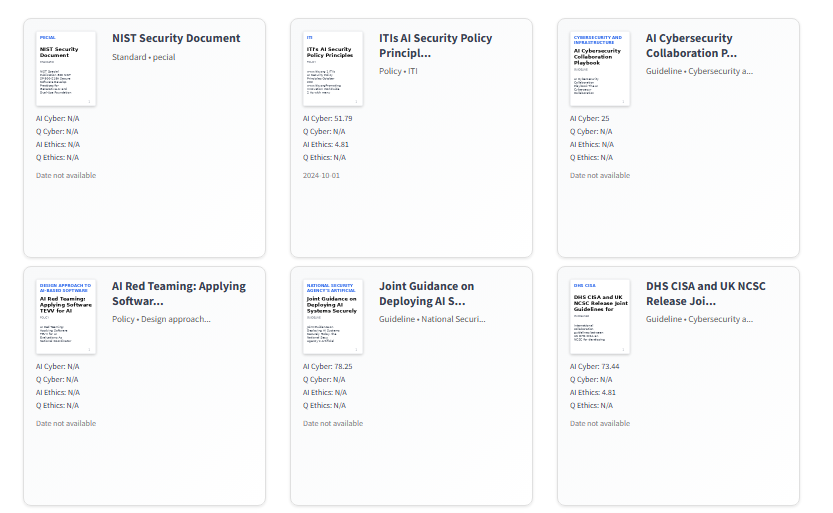 PECIAL
NIST Security
Document
NIST Security Document
Standard • pecial
AI Cyber: N/A
Q Cyber: N/A
AI Ethics: N/A
Q Ethics: N/A
Date not available
ITI
ITI's AI Security
Policy Principles
ITIs AI Security Policy
Principl...
Policy • ITI
AI Cyber: 51.79
Q Cyber: N/A
AI Ethics: 4.81
Q Ethics: N/A
2024-10-01
CYBERSECURITY AND
INFRASTRUCTURE
AI Cybersecurity
Collaboration
Playbook
AI Cybersecurity
Collaboration P...
Guideline • Cybersecurity a...
AI Cyber: 25
Q Cyber: N/A
AI Ethics: N/A
Q Ethics: N/A
Date not available
DESIGN APPROACH TO
AI-BASED SOFTWARE
AI Red Teaming:
Applying Software
TEVV for AI
AI Red Teaming: Applying
Softwar...
Policy • Design approach...
AI Cyber: N/A
Q Cyber: N/A
AI Ethics: N/A
Q Ethics: N/A
Date not available
NATIONAL SECURITY
AGENCY'S ARTIFICIAL
Joint Guidance on
Deploying AI
Systems Securely
Joint Guidance on
Deploying AI S...
Guideline • National Securi...
AI Cyber: 78.25
Q Cyber: N/A
AI Ethics: N/A
Q Ethics: N/A
Date not available
DHS CISA
DHS CISA and UK
NCSC Release Joint
Guidelines for
DHS CISA and UK NCSC
Release Joi...
Guideline • Cybersecurity a...
AI Cyber: 73.44
Q Cyber: N/A
AI Ethics: 4.81
Q Ethics: N/A
Date not available